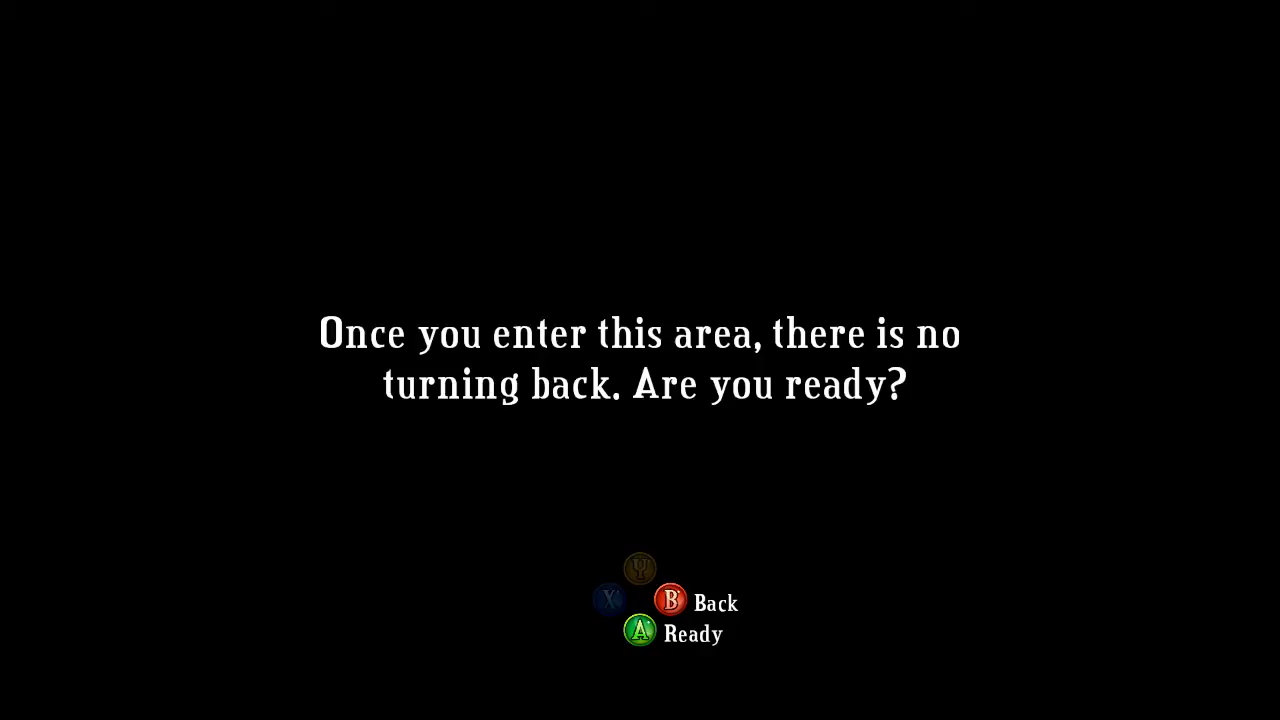 Once you enter this area, there is no
turning back. Are you ready?
Y
X
B Back
A Ready